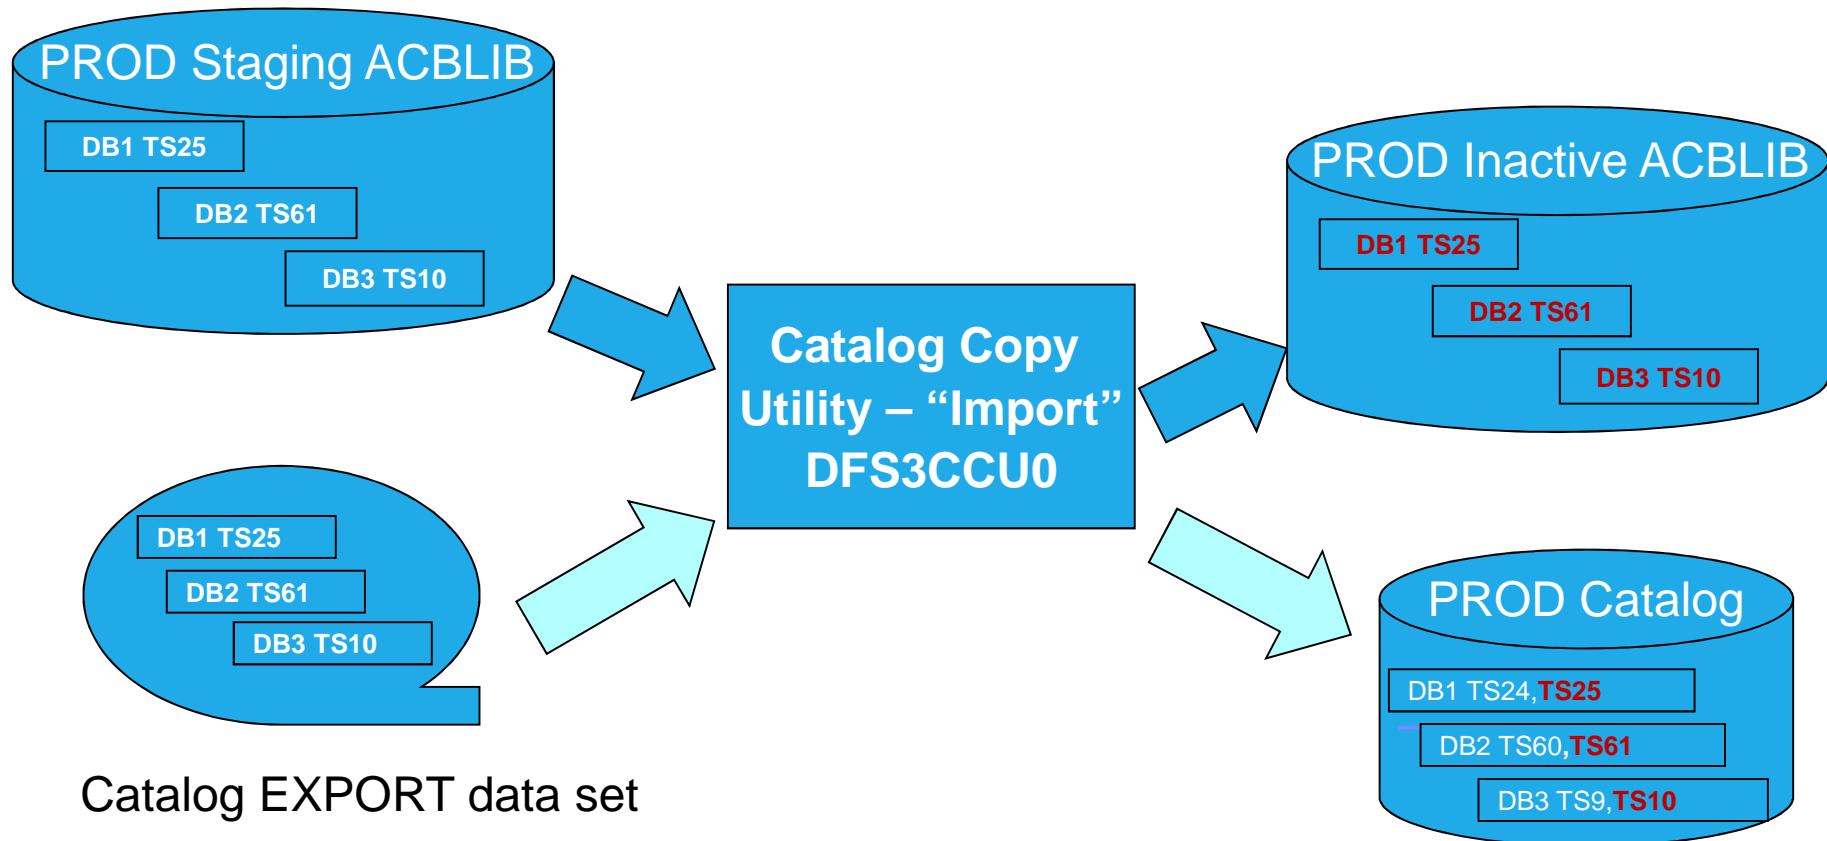 PROD Staging ACBLIB
DB1 TS25
DB2 TS61
DB3 TS10
DB1 TS25
DB2 TS61
DB3 TS10
Catalog EXPORT data set
Catalog Copy
Utility – “Import”
DFS3CCU0
PROD Inactive ACBLIB
DB1 TS25
DB2 TS61
DB3 TS10
PROD Catalog
DB1 TS24,TS25
DB2 TS60,TS61
DB3 TS9,TS10